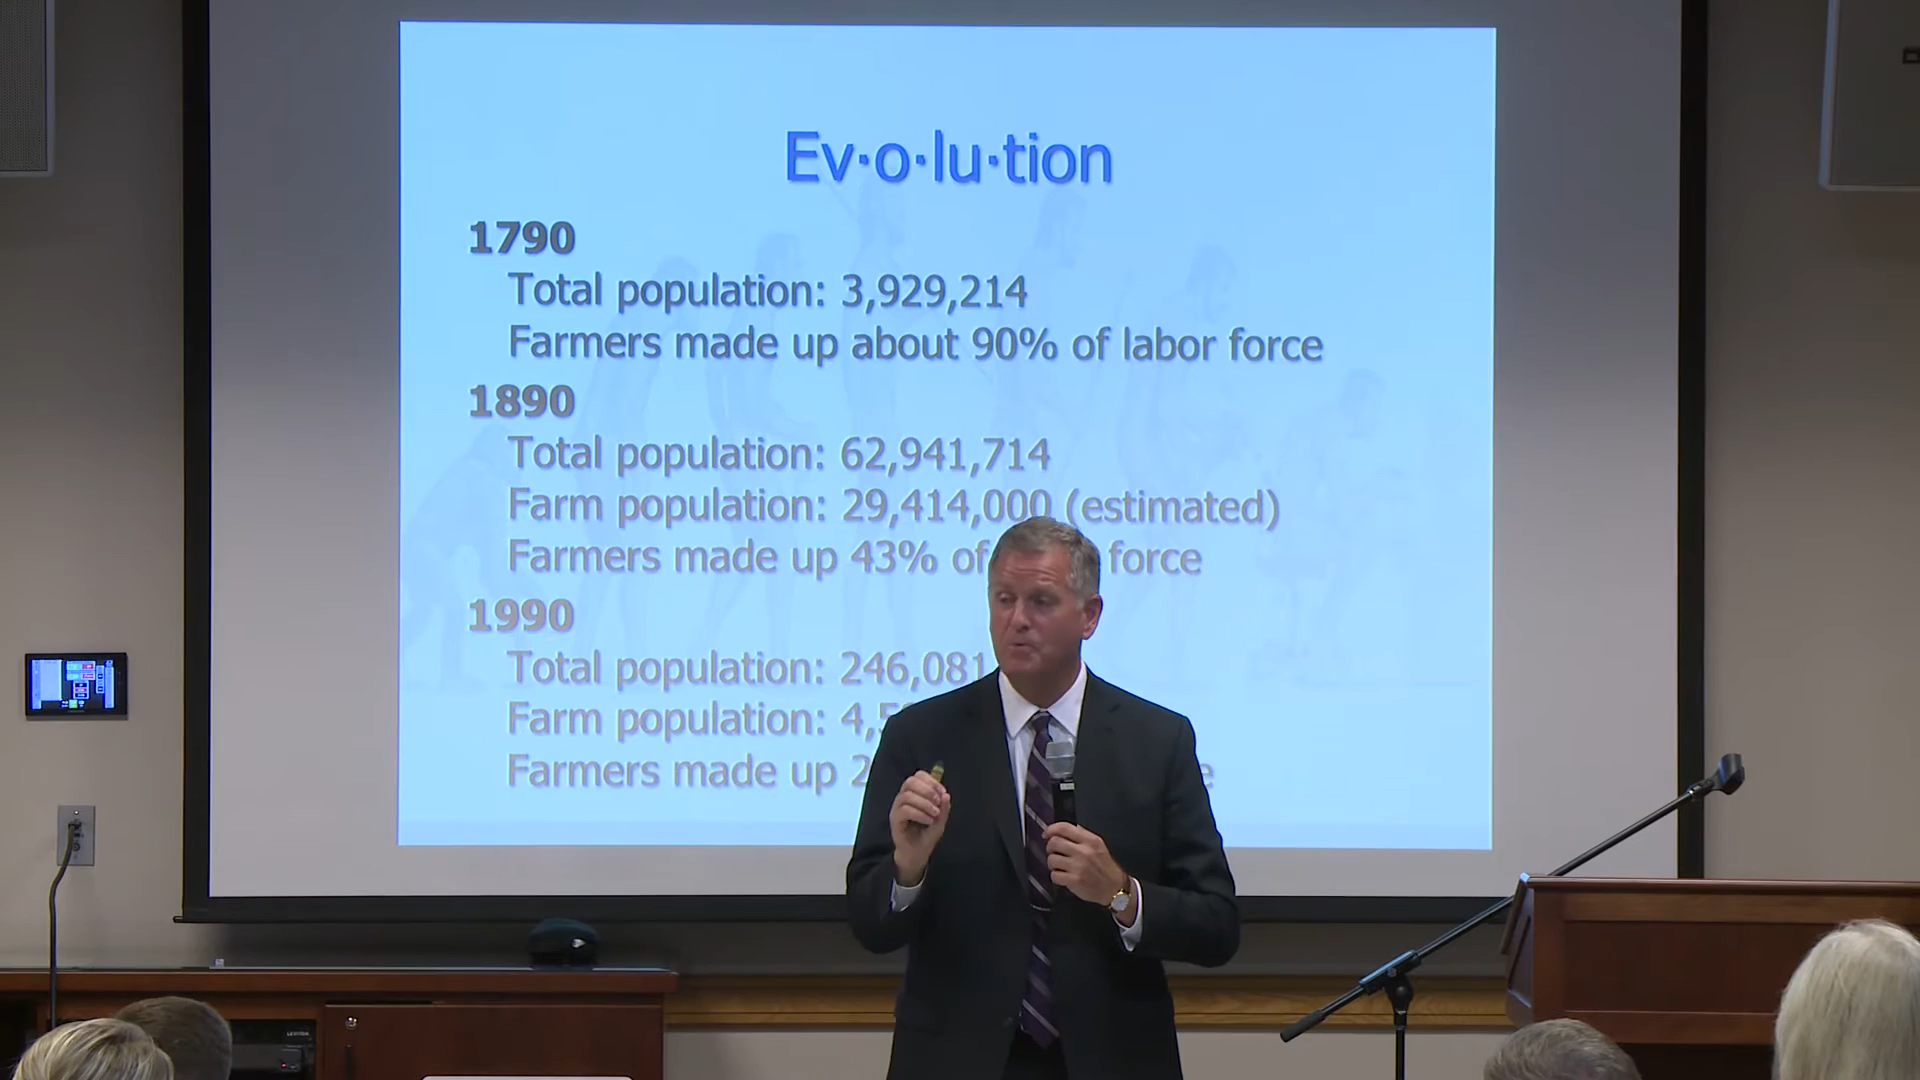 Ev·o·lu·tion
1790
Total population: 3,929,214
Farmers made up about 90% of labor force
1890
Total population: 62,941,714
Farm population: 29,414,000 (estimated)
Farmers made up 43% of force
1990
Total population: 246,081
Farm population:
Farmers made up